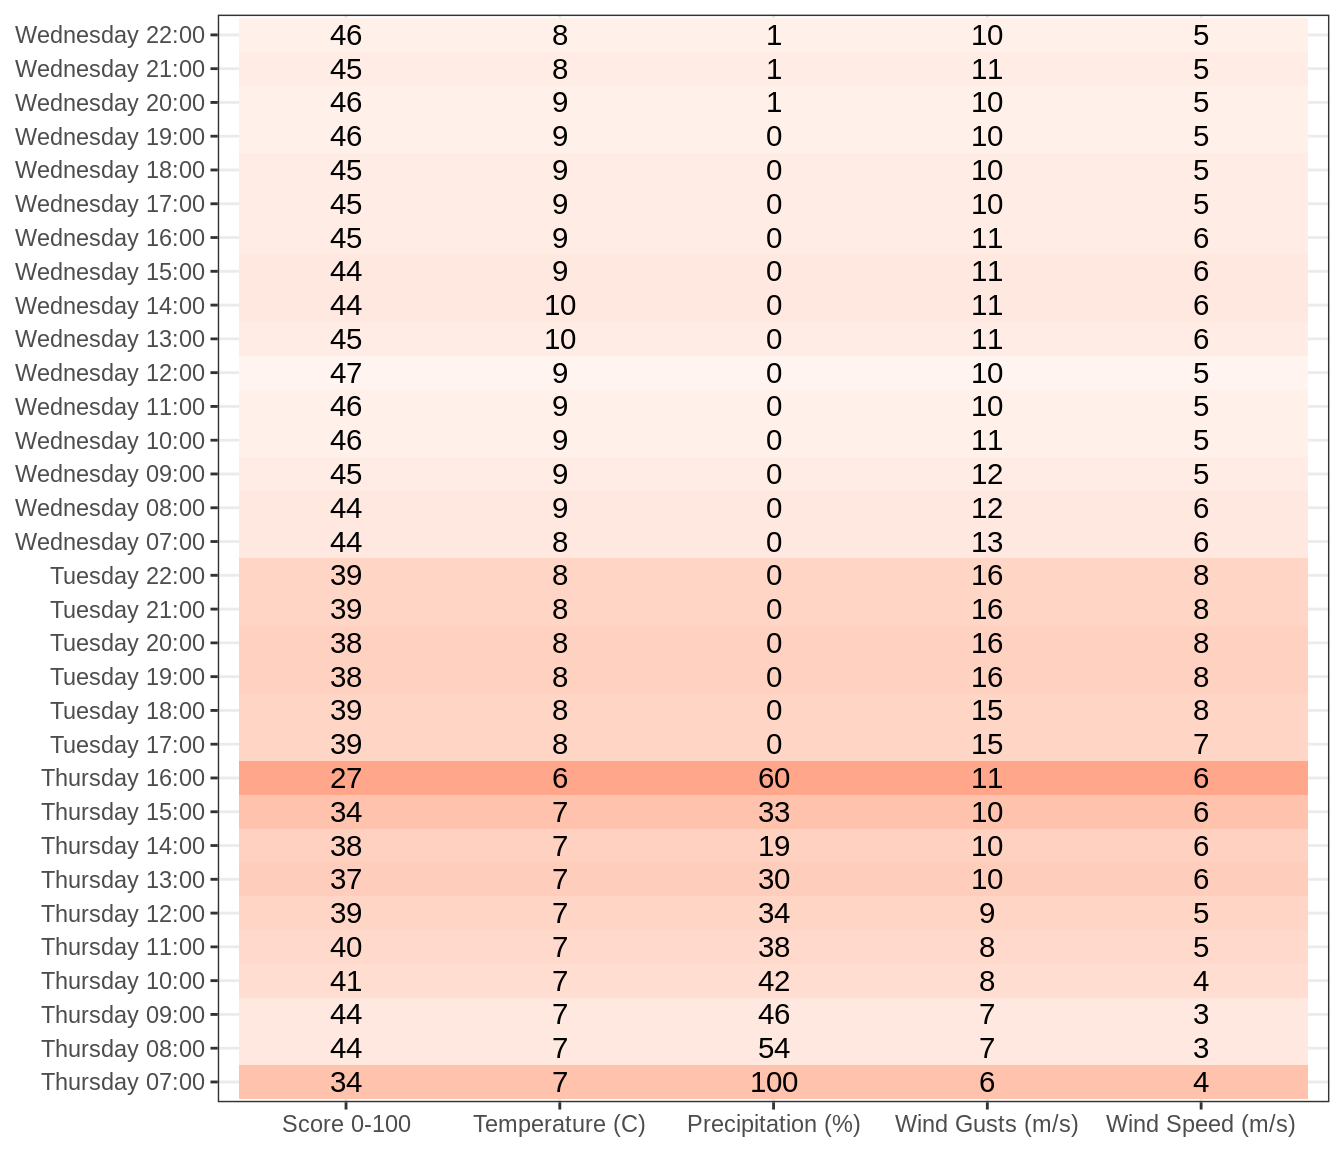 Wednesday 22:00 46 8 1 10 5
Wednesday 21:00 45 8 1 11 5
Wednesday 20:00 46 9 1 10 5
Wednesday 19:00 46 9 0 10 5
Wednesday 18:00 45 9 0 10 5
Wednesday 17:00 45 9 0 10 5
Wednesday 16:00 45 9 0 11 6
Wednesday 15:00 44 9 0 11 6
Wednesday 14:00 44 10 0 11 6
Wednesday 13:00 45 10 0 11 6
Wednesday 12:00 47 9 0 10 5
Wednesday 11:00 46 9 0 10 5
Wednesday 10:00 46 9 0 11 5
Wednesday 09:00 45 9 0 12 5
Wednesday 08:00 44 9 0 12 6
Wednesday 07:00 44 8 0 13 6
Tuesday 22:00 39 8 0 16 8
Tuesday 21:00 39 8 0 16 8
Tuesday 20:00 38 8 0 16 8
Tuesday 19:00 38 8 0 16 8
Tuesday 18:00 39 8 0 15 8
Tuesday 17:00 39 8 0 15 7
Thursday 16:00 27 6 60 11 6
Thursday 15:00 34 7 33 10 6
Thursday 14:00 38 7 19 10 6
Thursday 13:00 37 7 30 10 6
Thursday 12:00 39 7 34 9 5
Thursday 11:00 40 7 38 8 5
Thursday 10:00 41 7 42 8 4
Thursday 09:00 44 7 46 7 3
Thursday 08:00 44 7 54 7 3
Thursday 07:00 34 7 100 6 4
Score 0-100 Temperature (C) Precipitation (%) Wind Gusts (m/s) Wind Speed (m/s)